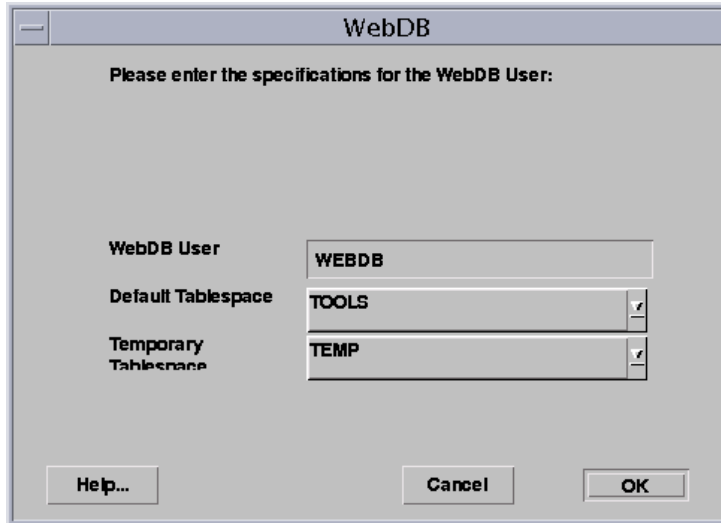 WebDB
Please enter the specifications for the WebDB User:
WebDB User
WEBDB
Default Tablespace
TOOLS
Temporary
Tablespace
TEMP
Help...
Cancel
OK